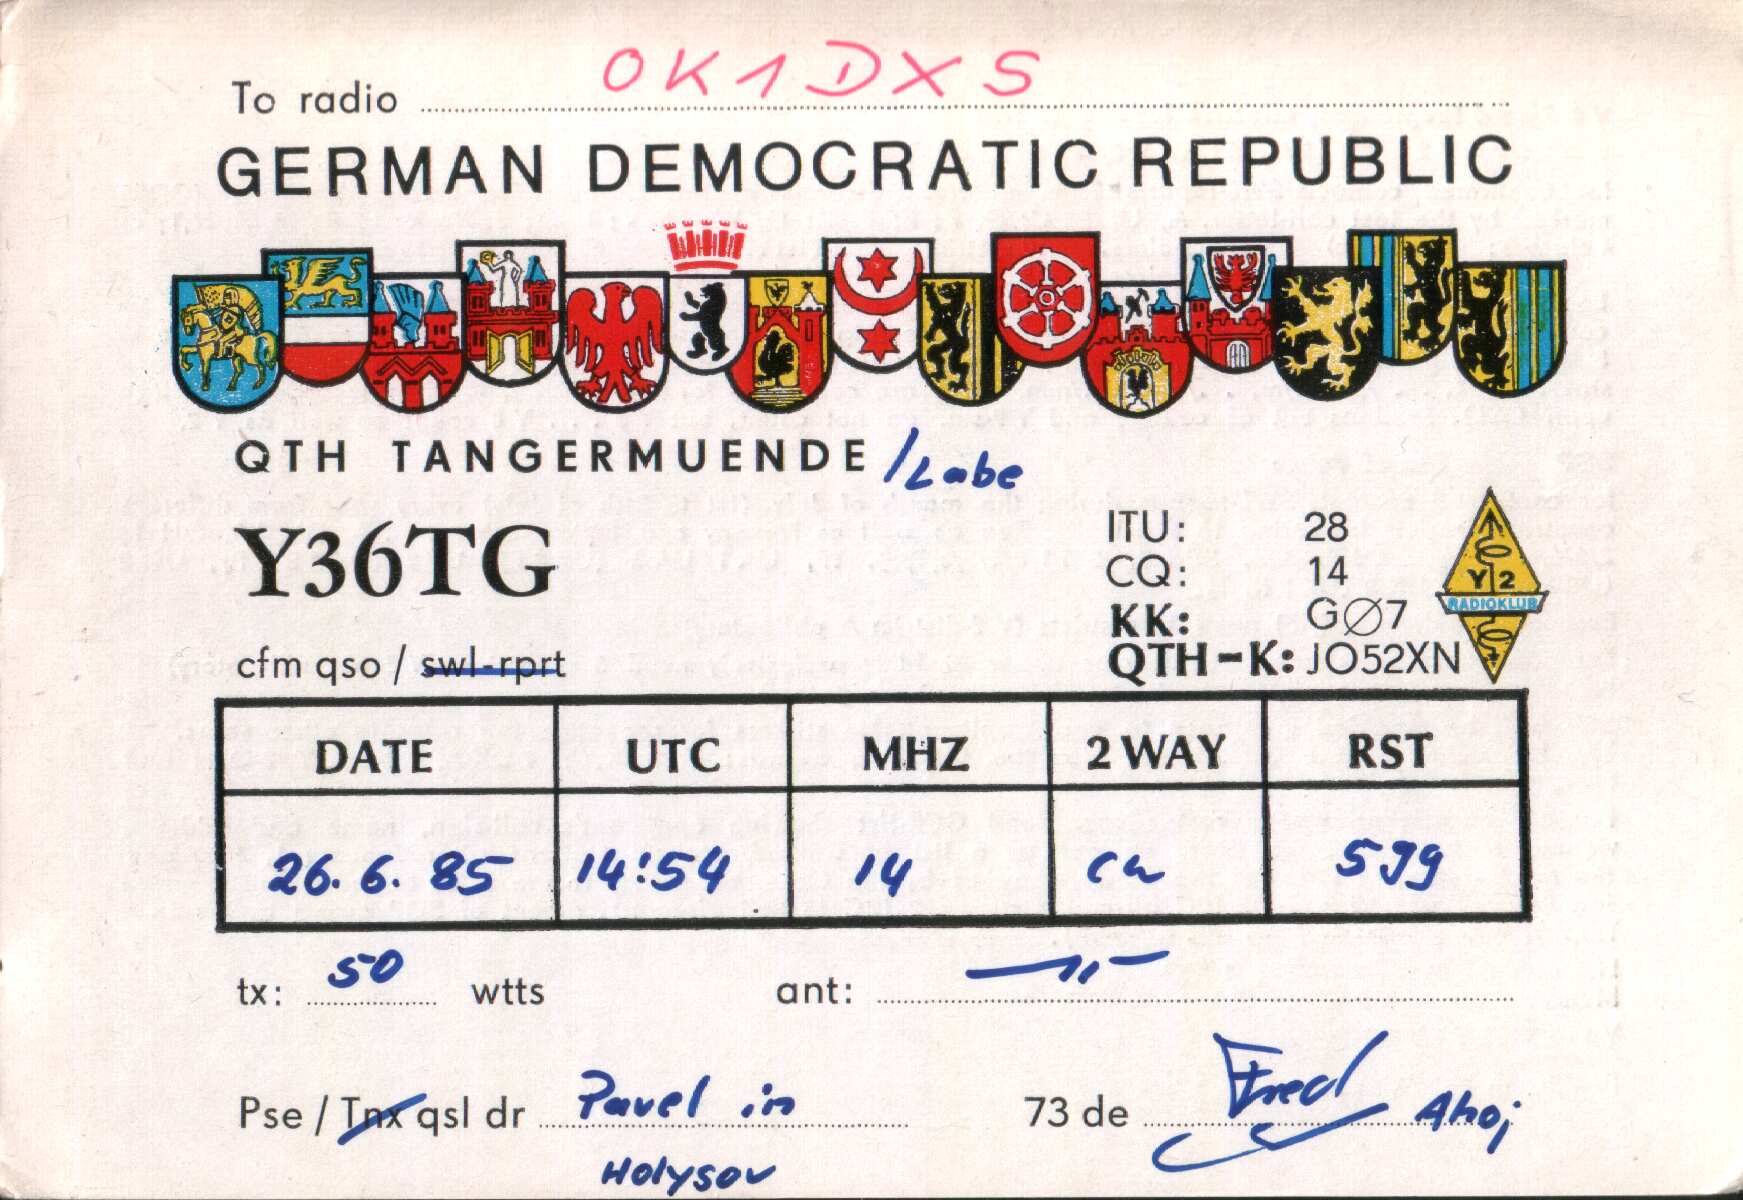 To radio OK1DXS
GERMAN DEMOCRATIC REPUBLIC
QTH TANGERMUENDE /Labe
Y36TG
ITU: 28
CQ: 14
KK: GØ7
QTH-K: JO52XN
Y2
RADIOKLUB
cfm qso / swl-rprt
DATE UTC MHZ 2WAY RST
26. 6. 85 14:54 14 cw 599
tx: 50 wtts ant: —"—
Pse / Tnx qsl dr Pavel in 73 de Fred Ahoj
Holysov